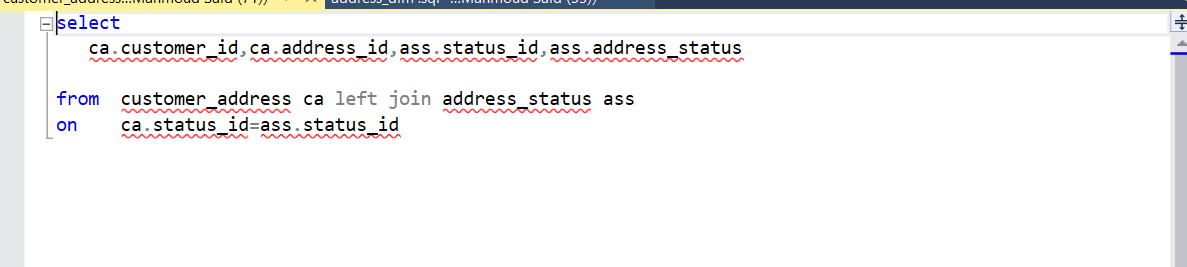 customer_address...Mahmoud Said (71)) address_dim .sql -...Mahmoud Said (55))
select
ca.customer_id,ca.address_id,ass.status_id,ass.address_status
from customer_address ca left join address_status ass
on ca.status_id=ass.status_id